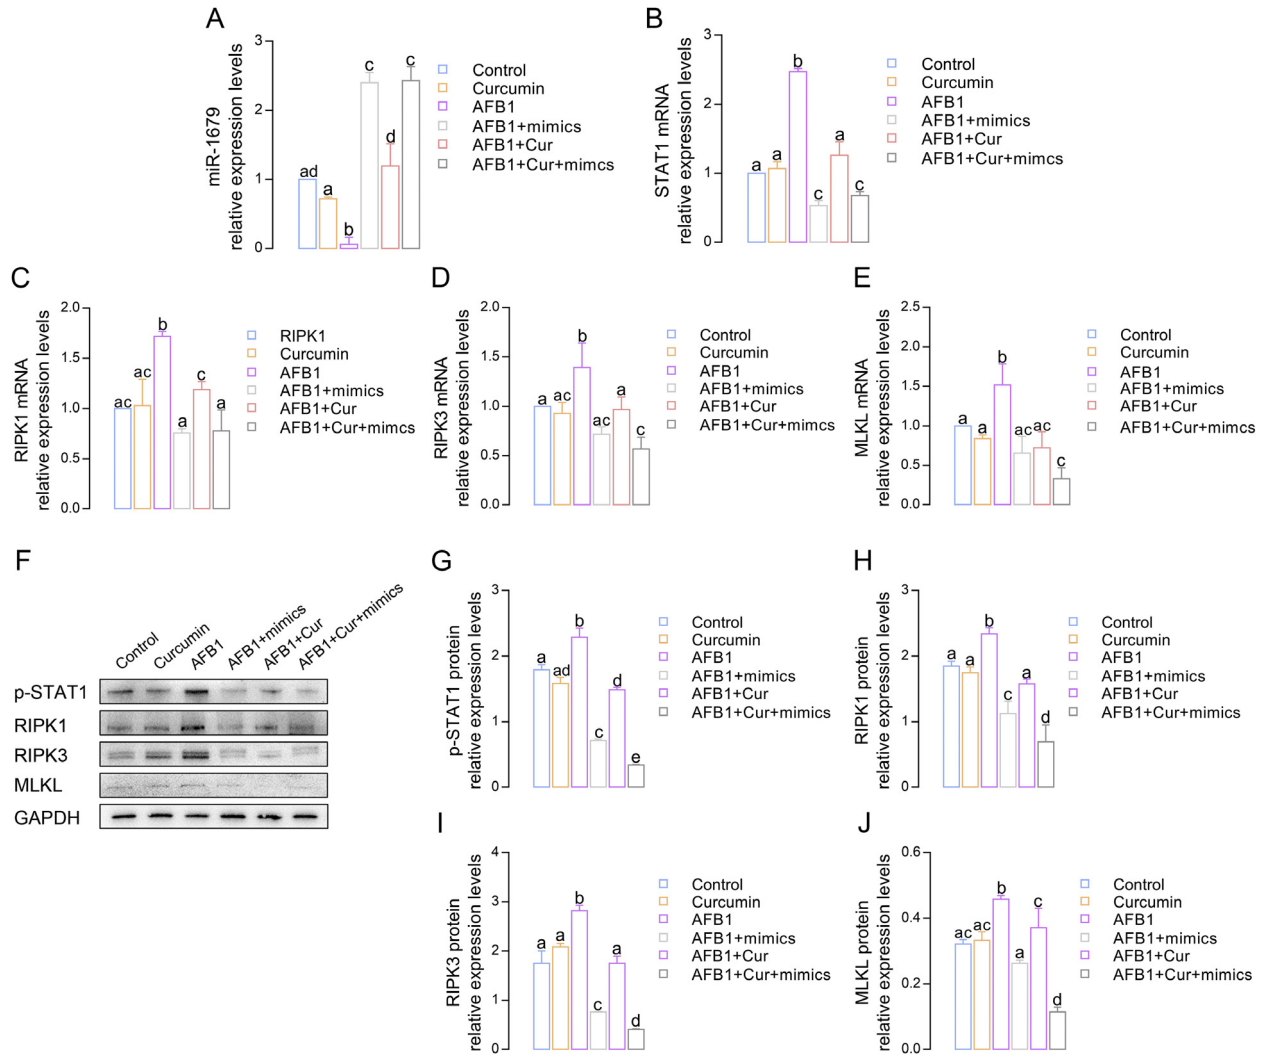 A
miR-1679
relative expression levels
3
2
1
0
ad
a
b
c
d
c
Control
Curcumin
AFB1
AFB1+mimics
AFB1+Cur
AFB1+Cur+mimcs
B
STAT1 mRNA
relative expression levels
3
2
1
0
a
a
b
c
a
c
Control
Curcumin
AFB1
AFB1+mimics
AFB1+Cur
AFB1+Cur+mimcs
C
RIPK1 mRNA
relative expression levels
2.0
1.5
1.0
0.5
0.0
ac
ac
b
a
c
a
RIPK1
Curcumin
AFB1
AFB1+mimics
AFB1+Cur
AFB1+Cur+mimcs
D
RIPK3 mRNA
relative expression levels
2.0
1.5
1.0
0.5
0.0
a
ac
b
ac
a
c
Control
Curcumin
AFB1
AFB1+mimics
AFB1+Cur
AFB1+Cur+mimcs
E
MLKL mRNA
relative expression levels
2.5
2.0
1.5
1.0
0.5
0.0
a
a
b
ac
ac
c
Control
Curcumin
AFB1
AFB1+mimics
AFB1+Cur
AFB1+Cur+mimcs
F
Control
Curcumin
AFB1
AFB1+mimics
AFB1+Cur
AFB1+Cur+mimics
p-STAT1
RIPK1
RIPK3
MLKL
GAPDH
G
p-STAT1 protein
relative expression levels
3
2
1
0
a
ad
b
c
d
e
Control
Curcumin
AFB1
AFB1+mimics
AFB1+Cur
AFB1+Cur+mimics
H
RIPK1 protein
relative expression levels
3
2
1
0
a
a
b
c
a
d
Control
Curcumin
AFB1
AFB1+mimics
AFB1+Cur
AFB1+Cur+mimics
I
RIPK3 protein
relative expression levels
4
3
2
1
0
a
a
b
c
a
d
Control
Curcumin
AFB1
AFB1+mimics
AFB1+Cur
AFB1+Cur+mimics
J
MLKL protein
relative expression levels
0.6
0.4
0.2
0.0
ac
ac
b
a
c
d
Control
Curcumin
AFB1
AFB1+mimics
AFB1+Cur
AFB1+Cur+mimics